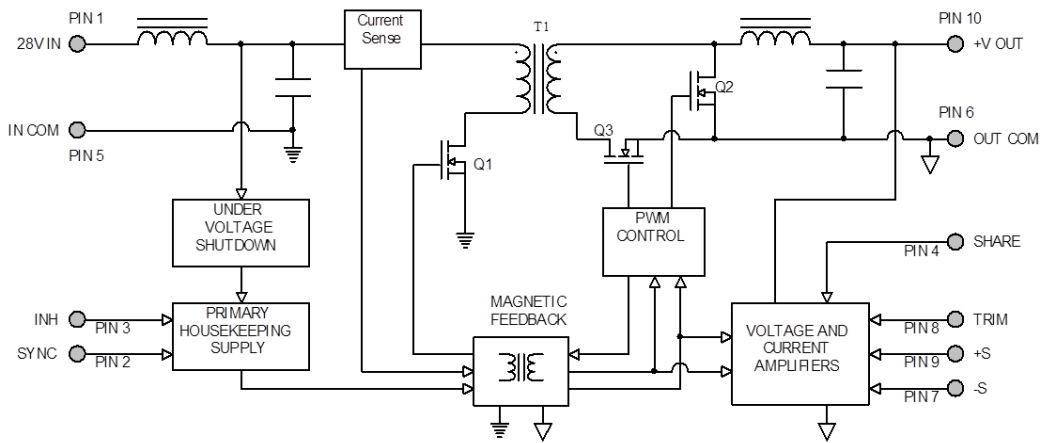 PIN 1
28V IN
Current
Sense
T1
PIN 10
+V OUT
Q2
IN COM
PIN 5
Q1
Q3
PIN 6
OUT COM
UNDER
VOLTAGE
SHUTDOWN
PWM
CONTROL
PIN 4
SHARE
INH
PIN 3
SYNC
PIN 2
PRIMARY
HOUSEKEEPING
SUPPLY
MAGNETIC
FEEDBACK
VOLTAGE AND
CURRENT
AMPLIFIERS
PIN 8
TRIM
PIN 9
+S
PIN 7
-S